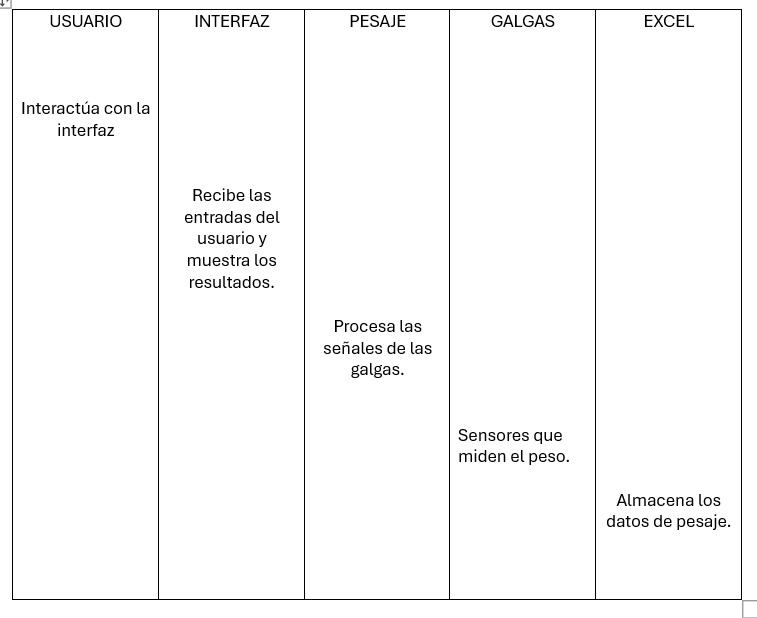 USUARIO
INTERFAZ
PESAJE
GALGAS
EXCEL
Interactúa con la
interfaz
Recibe las
entradas del
usuario y
muestra los
resultados.
Procesa las
señales de las
galgas.
Sensores que
miden el peso.
Almacena los
datos de pesaje.